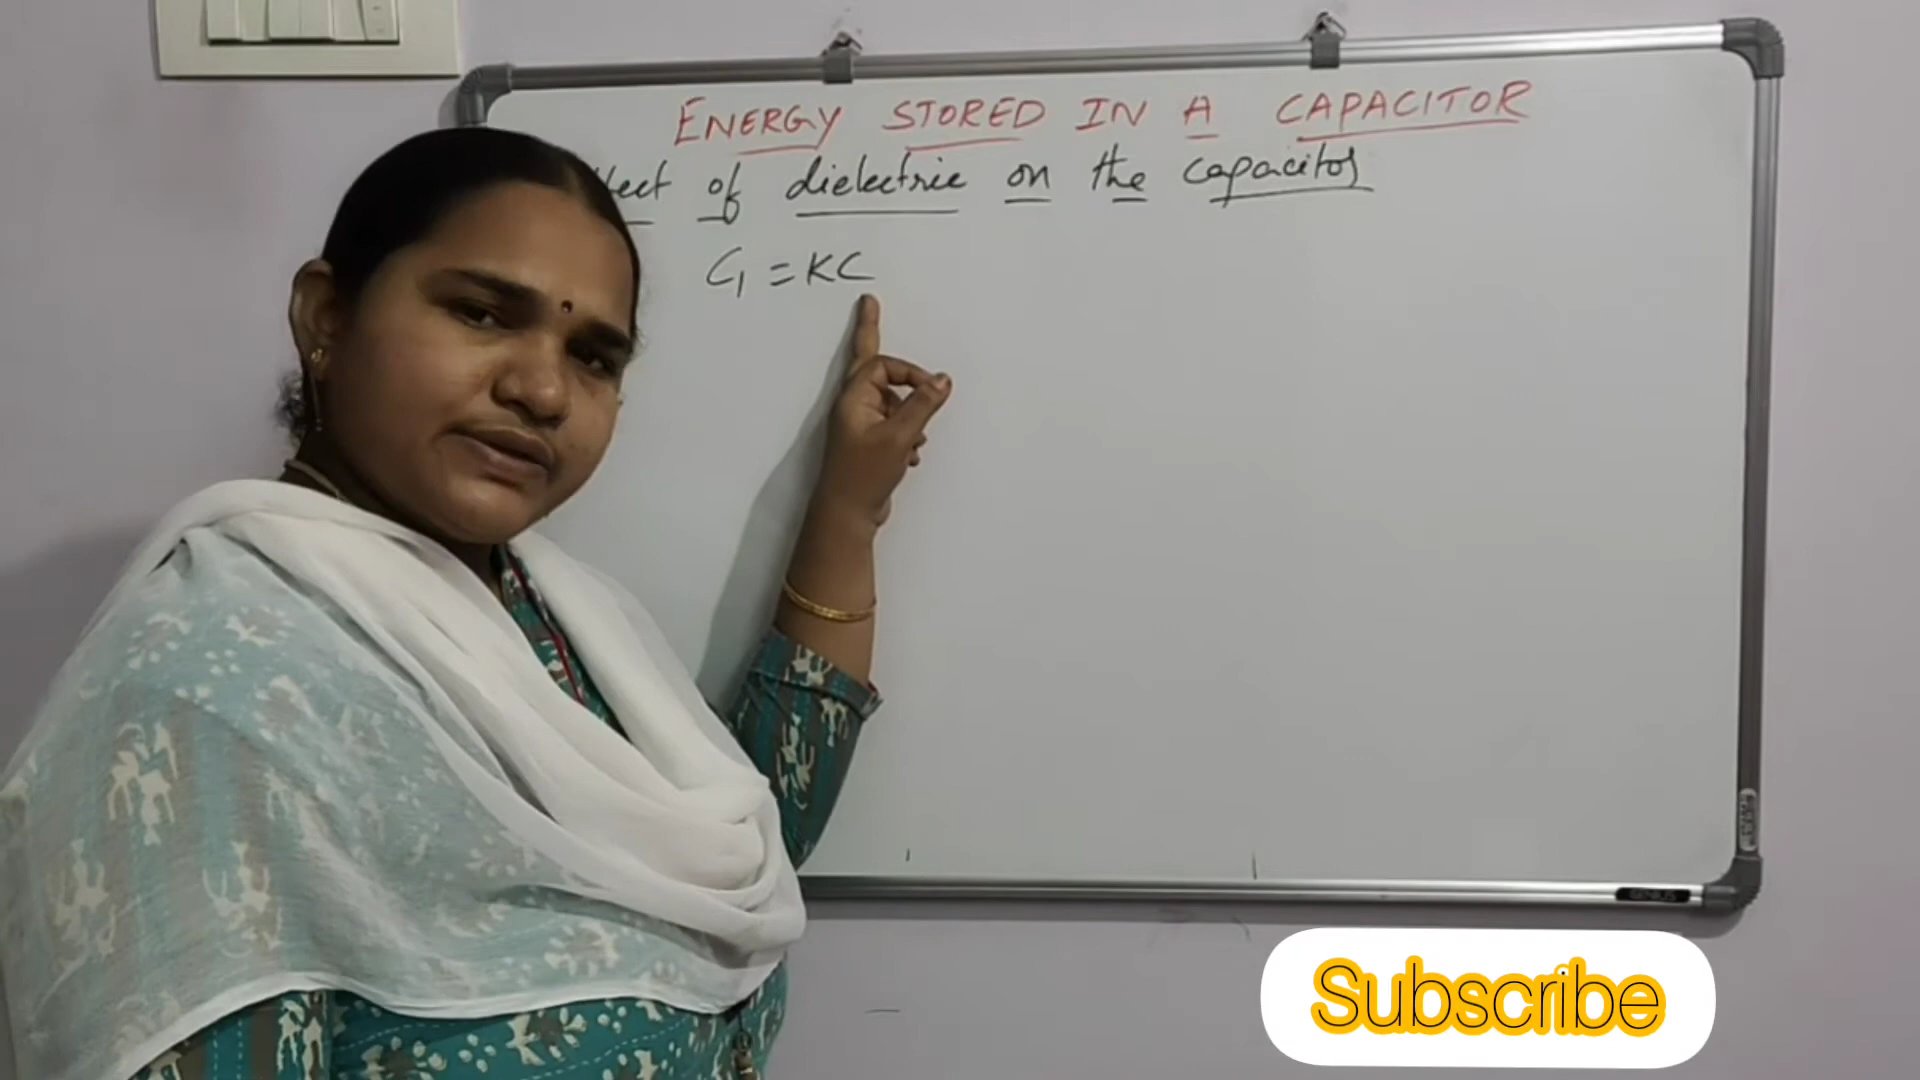 ENERGY STORED IN A CAPACITOR
of dielectric on the capacitor
C₁ = KC
Subscribe